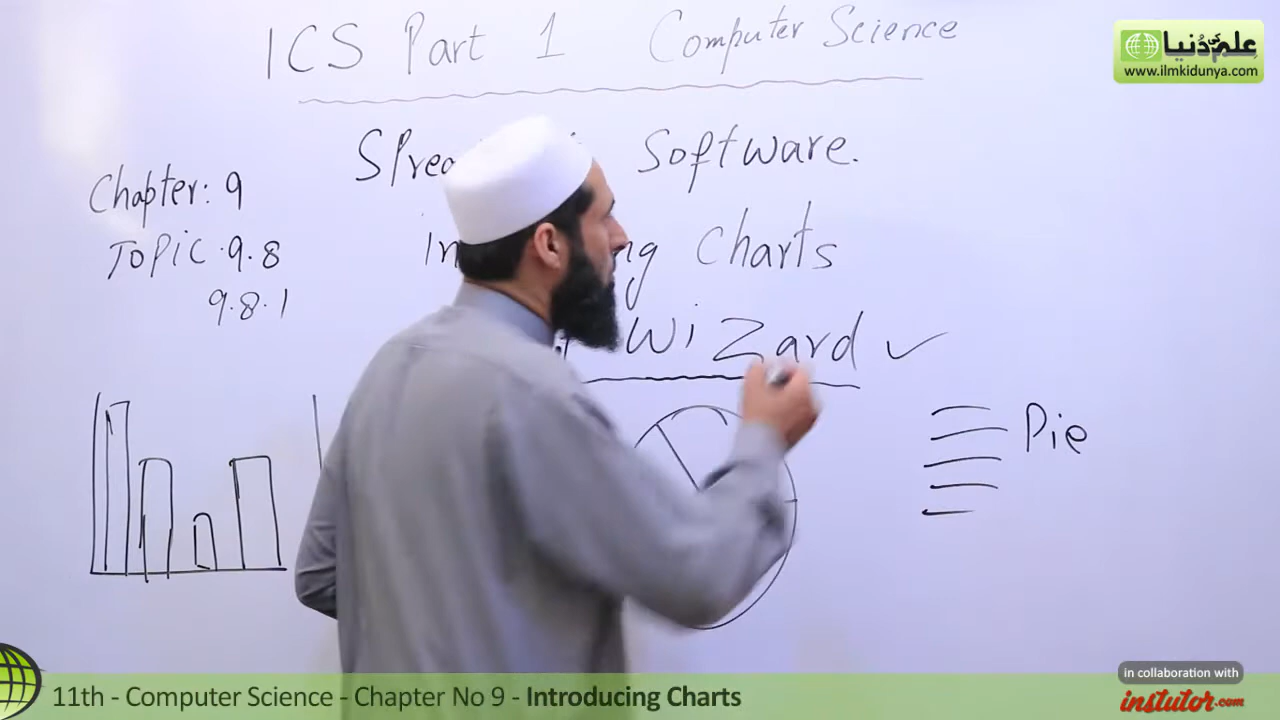 ICS Part 1 Computer Science
علم کی دُنیا
www.ilmkidunya.com
Software.
Chapter: 9
Topic 9.8
Charts
9.8.1
Wizard ✓
Pie
in collaboration with
instutor.com
11th - Computer Science - Chapter No 9 - Introducing Charts